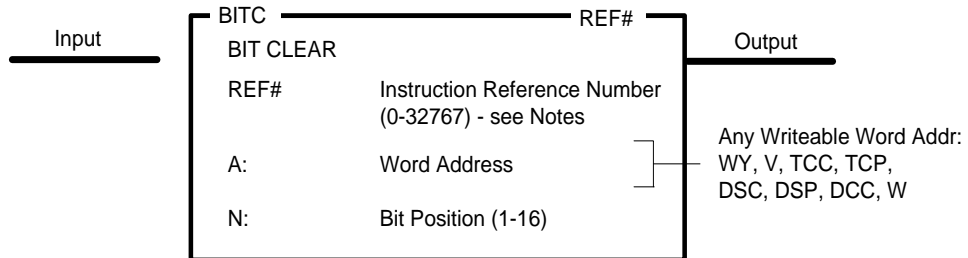 BITC REF#
Input
BIT CLEAR
Output
REF# Instruction Reference Number
(0-32767) - see Notes
Any Writeable Word Addr:
A: Word Address
WY, V, TCC, TCP,
DSC, DSP, DCC, W
N: Bit Position (1-16)